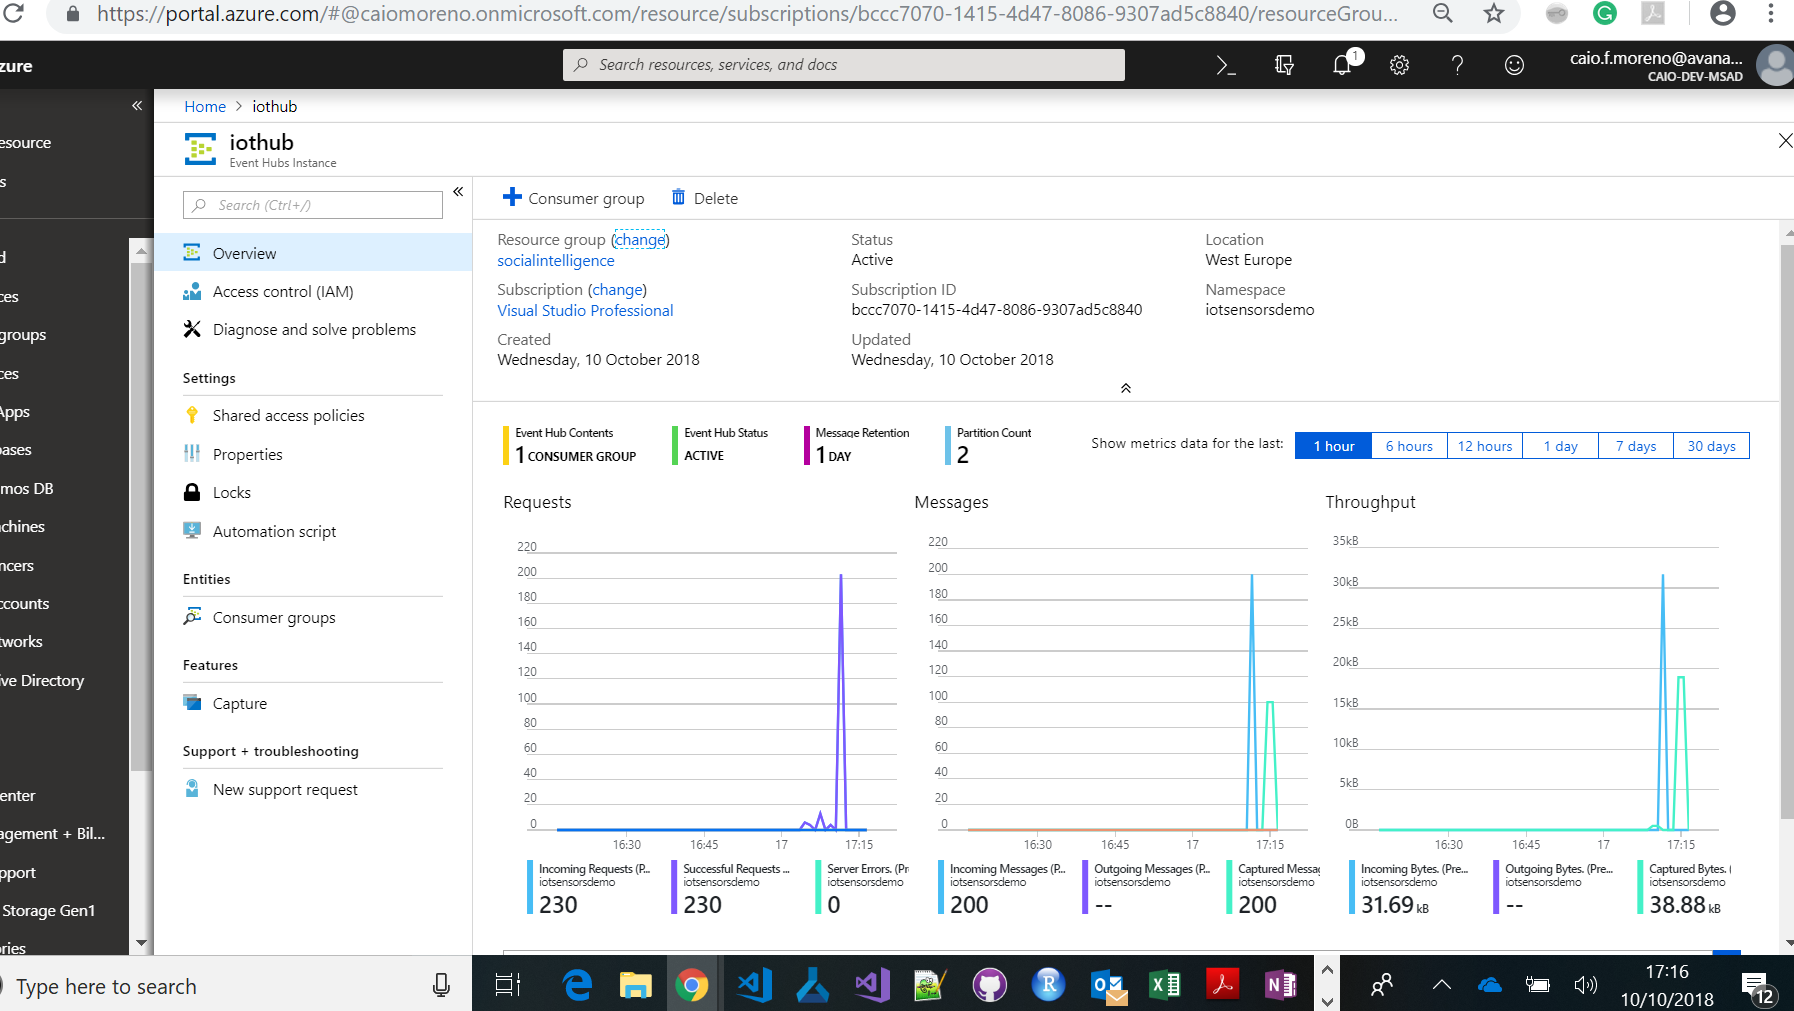 https://portal.azure.com/#@caiomoreno.onmicrosoft.com/resource/subscriptions/bccc7070-1415-4d47-8086-9307ad5c8840/resourceGrou...
zure
Search resources, services, and docs
1
caio.f.moreno@avana...
CAIO-DEV-MSAD
esource
s
d
ces
groups
ces
Apps
bases
mos DB
chines
ncers
ccounts
tworks
ive Directory
enter
agement + Bil...
pport
Storage Gen1
ories
Home > iothub
iothub
Event Hubs Instance
Search (Ctrl+/)
Overview
Access control (IAM)
Diagnose and solve problems
Settings
Shared access policies
Properties
Locks
Automation script
Entities
Consumer groups
Features
Capture
Support + troubleshooting
New support request
Consumer group
Delete
Resource group (change)
socialintelligence
Subscription (change)
Visual Studio Professional
Created
Wednesday, 10 October 2018
Status
Active
Subscription ID
bccc7070-1415-4d47-8086-9307ad5c8840
Updated
Wednesday, 10 October 2018
Location
West Europe
Namespace
iotsensorsdemo
Event Hub Contents
1 CONSUMER GROUP
Event Hub Status
ACTIVE
Message Retention
1 DAY
Partition Count
2
Show metrics data for the last:
1 hour
6 hours
12 hours
1 day
7 days
30 days
Requests
220
200
180
160
140
120
100
80
60
40
20
0
16:30
16:45
17
17:15
Incoming Requests (P...
iotsensorsdemo
230
Successful Requests ...
iotsensorsdemo
230
Server Errors. (Pr
iotsensorsdemo
0
Messages
220
200
180
160
140
120
100
80
60
40
20
0
16:30
16:45
17
17:15
Incoming Messages (P...
iotsensorsdemo
200
Outgoing Messages (P...
iotsensorsdemo
--
Captured Messag
iotsensorsdemo
200
Throughput
35kB
30kB
25kB
20kB
15kB
10kB
5kB
0B
16:30
16:45
17
17:15
Incoming Bytes. (Pre...
iotsensorsdemo
31.69 kB
Outgoing Bytes. (Pre...
iotsensorsdemo
--
Captured Bytes. (
iotsensorsdemo
38.88 kB
Type here to search
17:16
10/10/2018
12